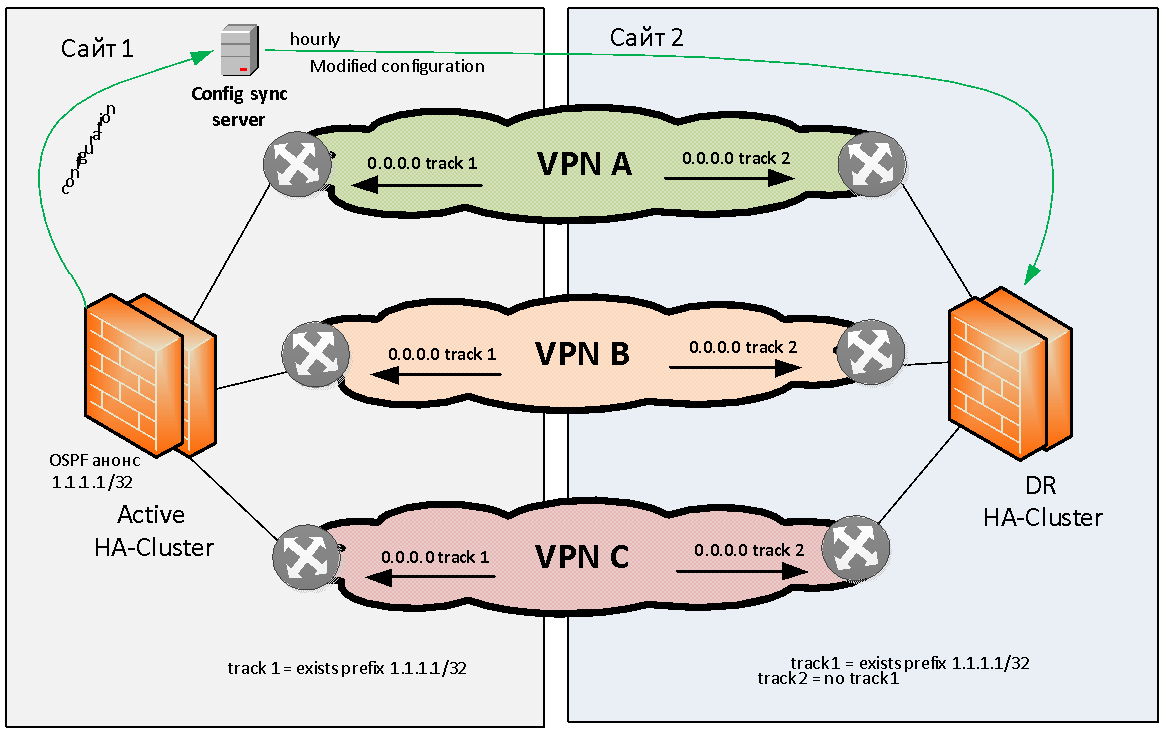 Сайт 1
hourly
Modified configuration
Config sync
server
configuration
Сайт 2
VPN A
0.0.0.0 track 1
0.0.0.0 track 2
VPN B
0.0.0.0 track 1
0.0.0.0 track 2
VPN C
0.0.0.0 track 1
0.0.0.0 track 2
OSPF анонс
1.1.1.1/32
Active
HA-Cluster
DR
HA-Cluster
track 1 = exists prefix 1.1.1.1/32
track1 = exists prefix 1.1.1.1/32
track2 = no track1